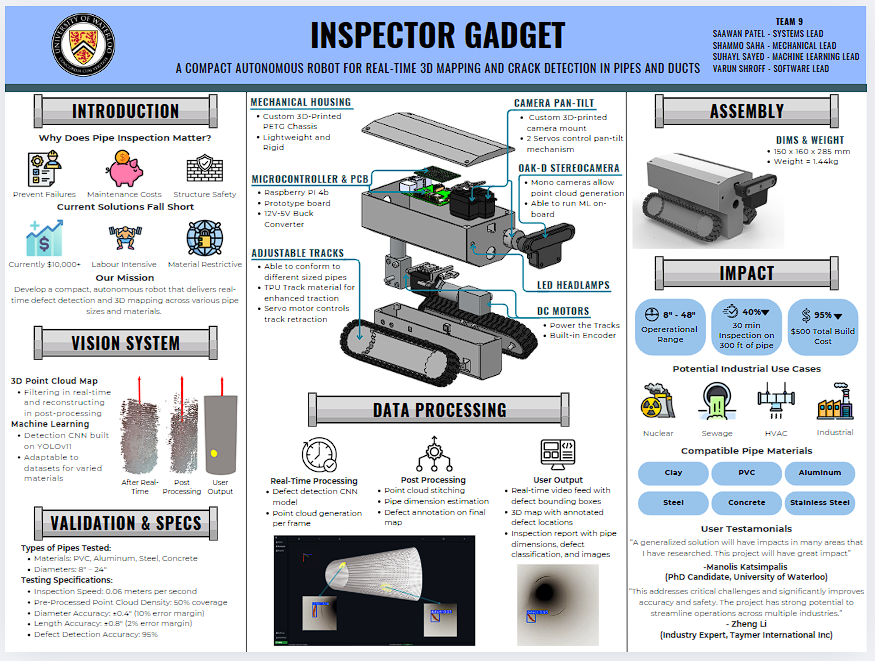 UNIVERSITY OF WATERLOO
INSPECTOR GADGET
A COMPACT AUTONOMOUS ROBOT FOR REAL-TIME 3D MAPPING AND CRACK DETECTION IN PIPES AND DUCTS
TEAM 9
SAAWAN PATEL - SYSTEMS LEAD
SHAMMO SAHA - MECHANICAL LEAD
SUHAYL SAYED - MACHINE LEARNING LEAD
VARUN SHROFF - SOFTWARE LEAD
INTRODUCTION
Why Does Pipe Inspection Matter?
Prevent Failures
Maintenance Costs
Structure Safety
Current Solutions Fall Short
Currently $10,000+
Labour Intensive
Material Restrictive
Our Mission
Develop a compact, autonomous robot that delivers real-
time defect detection and 3D mapping across various pipe
sizes and materials.
VISION SYSTEM
3D Point Cloud Map
• Filtering in real-time
and reconstructing
in post-processing
Machine Learning
• Detection CNN built
on YOLOv11
• Adaptable to
datasets for varied
materials
After Real-
Time
Post
Processing
User
Output
VALIDATION & SPECS
Types of Pipes Tested:
• Materials: PVC, Aluminum, Steel, Concrete
• Diameters: 8" - 24"
Testing Specifications:
• Inspection Speed: 0.06 meters per second
• Pre-Processed Point Cloud Density: 50% coverage
• Diameter Accuracy: ±0.4" (10% error margin)
• Length Accuracy: ±0.8" (2% error margin)
• Defect Detection Accuracy: 95%
MECHANICAL HOUSING
• Custom 3D-Printed
PETG Chassis
• Lightweight and
Rigid
MICROCONTROLLER & PCB
• Raspberry Pi 4b
• Prototype board
• 12V-5V Buck
Converter
ADJUSTABLE TRACKS
• Able to conform to
different sized pipes
• TPU Track material for
enhanced traction
• Servo motor controls
track retraction
CAMERA PAN-TILT
• Custom 3D-printed
camera mount
• 2 Servos control pan-tilt
mechanism
OAK-D STEREOCAMERA
• Mono cameras allow
point cloud generation
• Able to run ML on-
board
LED HEADLAMPS
DC MOTORS
• Power the Tracks
• Built-in Encoder
DATA PROCESSING
Real-Time Processing
• Defect detection CNN
model
• Point cloud generation
per frame
Post Processing
• Point cloud stitching
• Pipe dimension estimation
• Defect annotation on final
map
User Output
• Real-time video feed with
defect bounding boxes
• 3D map with annotated
defect locations
• Inspection report with pipe
dimensions, defect
classification, and images
ASSEMBLY
DIMS & WEIGHT
• 150 x 160 x 285 mm
• Weight = 1.44kg
IMPACT
8" - 48"
Opererational
Range
40%▼
30 min
Inspection on
300 ft of pipe
95%▼
$500 Total Build
Cost
Potential Industrial Use Cases
Nuclear
Sewage
HVAC
Industrial
Compatible Pipe Materials
Clay
PVC
Aluminum
Steel
Concrete
Stainless Steel
User Testamonials
"A generalized solution will have impacts in many areas that
I have researched. This project will have great impact"
-Manolis Katsimpalis
(PhD Candidate, University of Waterloo)
"This addresses critical challenges and significantly improves
accuracy and safety. The project has strong potential to
streamline operations across multiple industries."
- Zheng Li
(Industry Expert, Taymer International Inc)